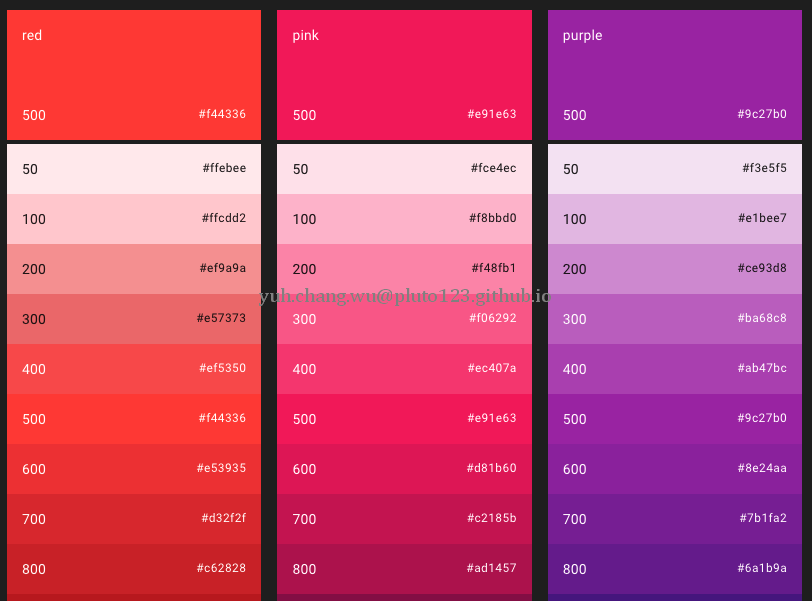 red
500 #f44336
50 #ffebee
100 #ffcdd2
200 #ef9a9a
300 #e57373
400 #ef5350
500 #f44336
600 #e53935
700 #d32f2f
800 #c62828
pink
500 #e91e63
50 #fce4ec
100 #f8bbd0
200 #f48fb1
300 #f06292
400 #ec407a
500 #e91e63
600 #d81b60
700 #c2185b
800 #ad1457
purple
500 #9c27b0
50 #f3e5f5
100 #e1bee7
200 #ce93d8
300 #ba68c8
400 #ab47bc
500 #9c27b0
600 #8e24aa
700 #7b1fa2
800 #6a1b9a
yuh.chang.wu@pluto123.github.io